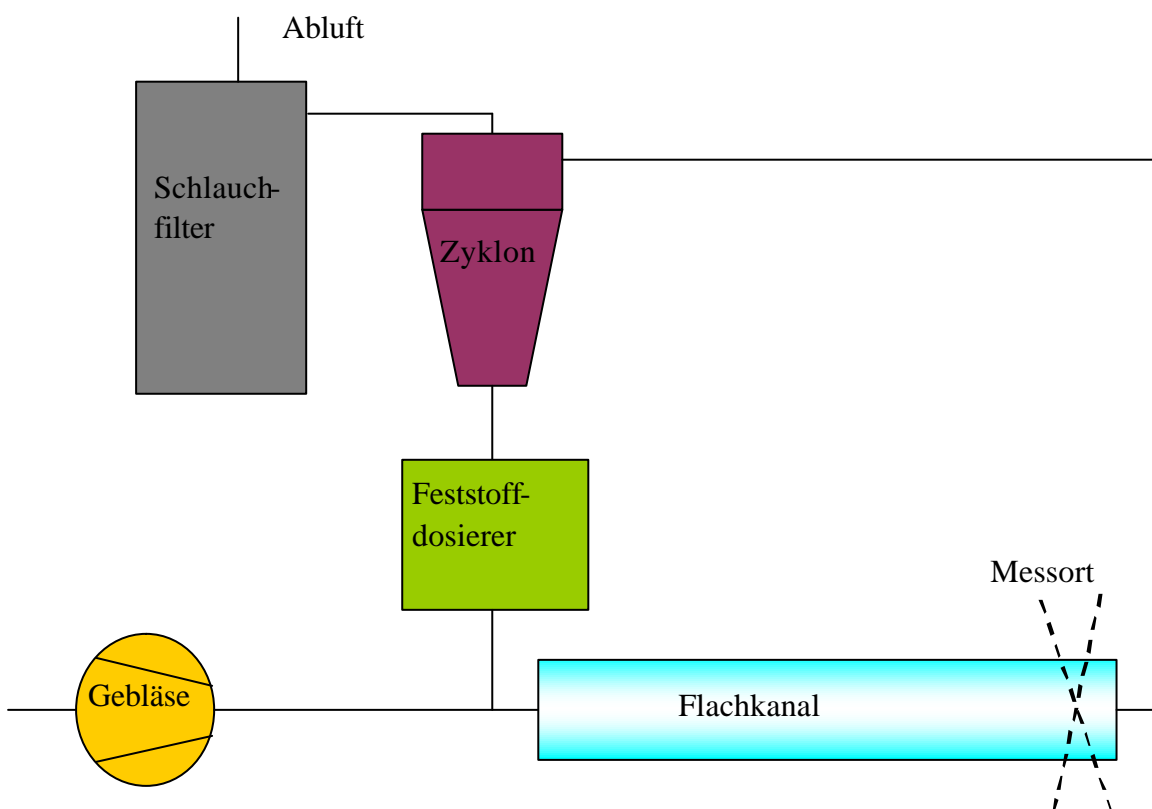 Abluft
Schlauch-
filter
Zyklon
Feststoff-
dosierer
Messort
Gebläse
Flachkanal